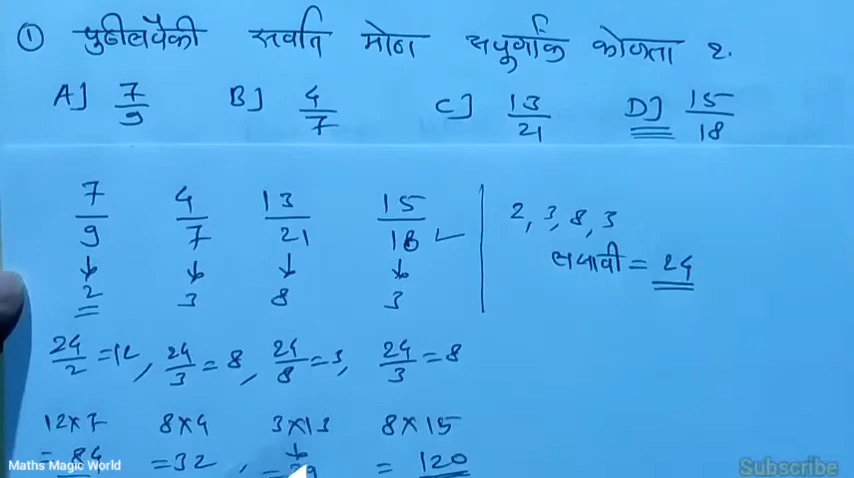 ① पुढीलपैकी सर्वात मोठा अपूर्णांक कोणता ?.
A] 7/9 B] 4/7 C] 13/21 D] 15/18
7/9 4/7 13/21 15/18 ✓
↓ ↓ ↓ ↓
2 3 8 3
2, 3, 8, 3
लसावी = 24
24/2 = 12, 24/3 = 8, 24/8 = 3, 24/3 = 8
12×7 8×4 3×13 8×15
= 84 = 32, = 39 = 120
Maths Magic World
Subscribe